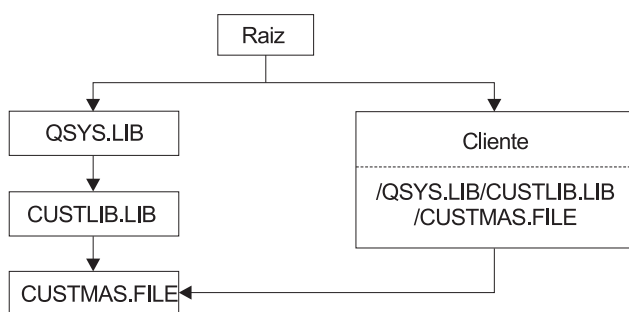 Raiz
QSYS.LIB
CUSTLIB.LIB
CUSTMAS.FILE
Cliente
/QSYS.LIB/CUSTLIB.LIB
/CUSTMAS.FILE